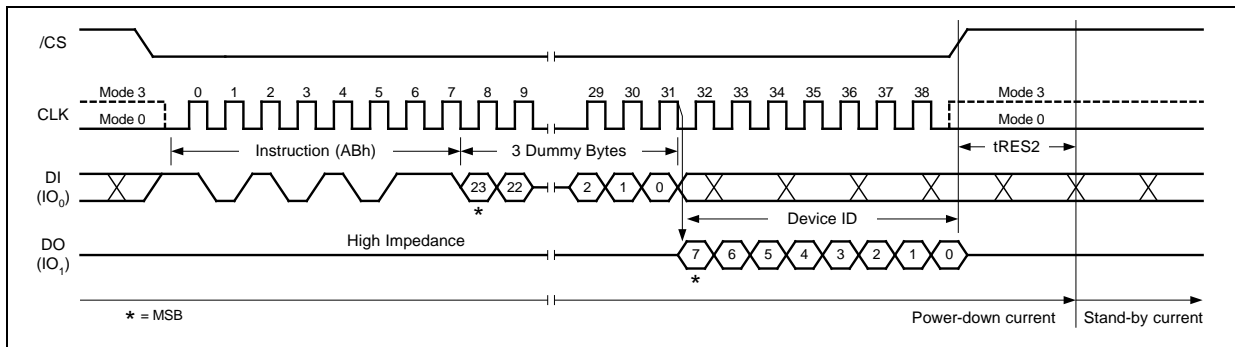 /CS
Mode 3 0 1 2 3 4 5 6 7 8 9 29 30 31 32 33 34 35 36 37 38 Mode 3
CLK
Mode 0 Mode 0
Instruction (ABh) 3 Dummy Bytes tRES2
DI
(IO0) 23 22 2 1 0
*
Device ID
High Impedance
DO
(IO1) 7 6 5 4 3 2 1 0
*
* = MSB
Power-down current Stand-by current